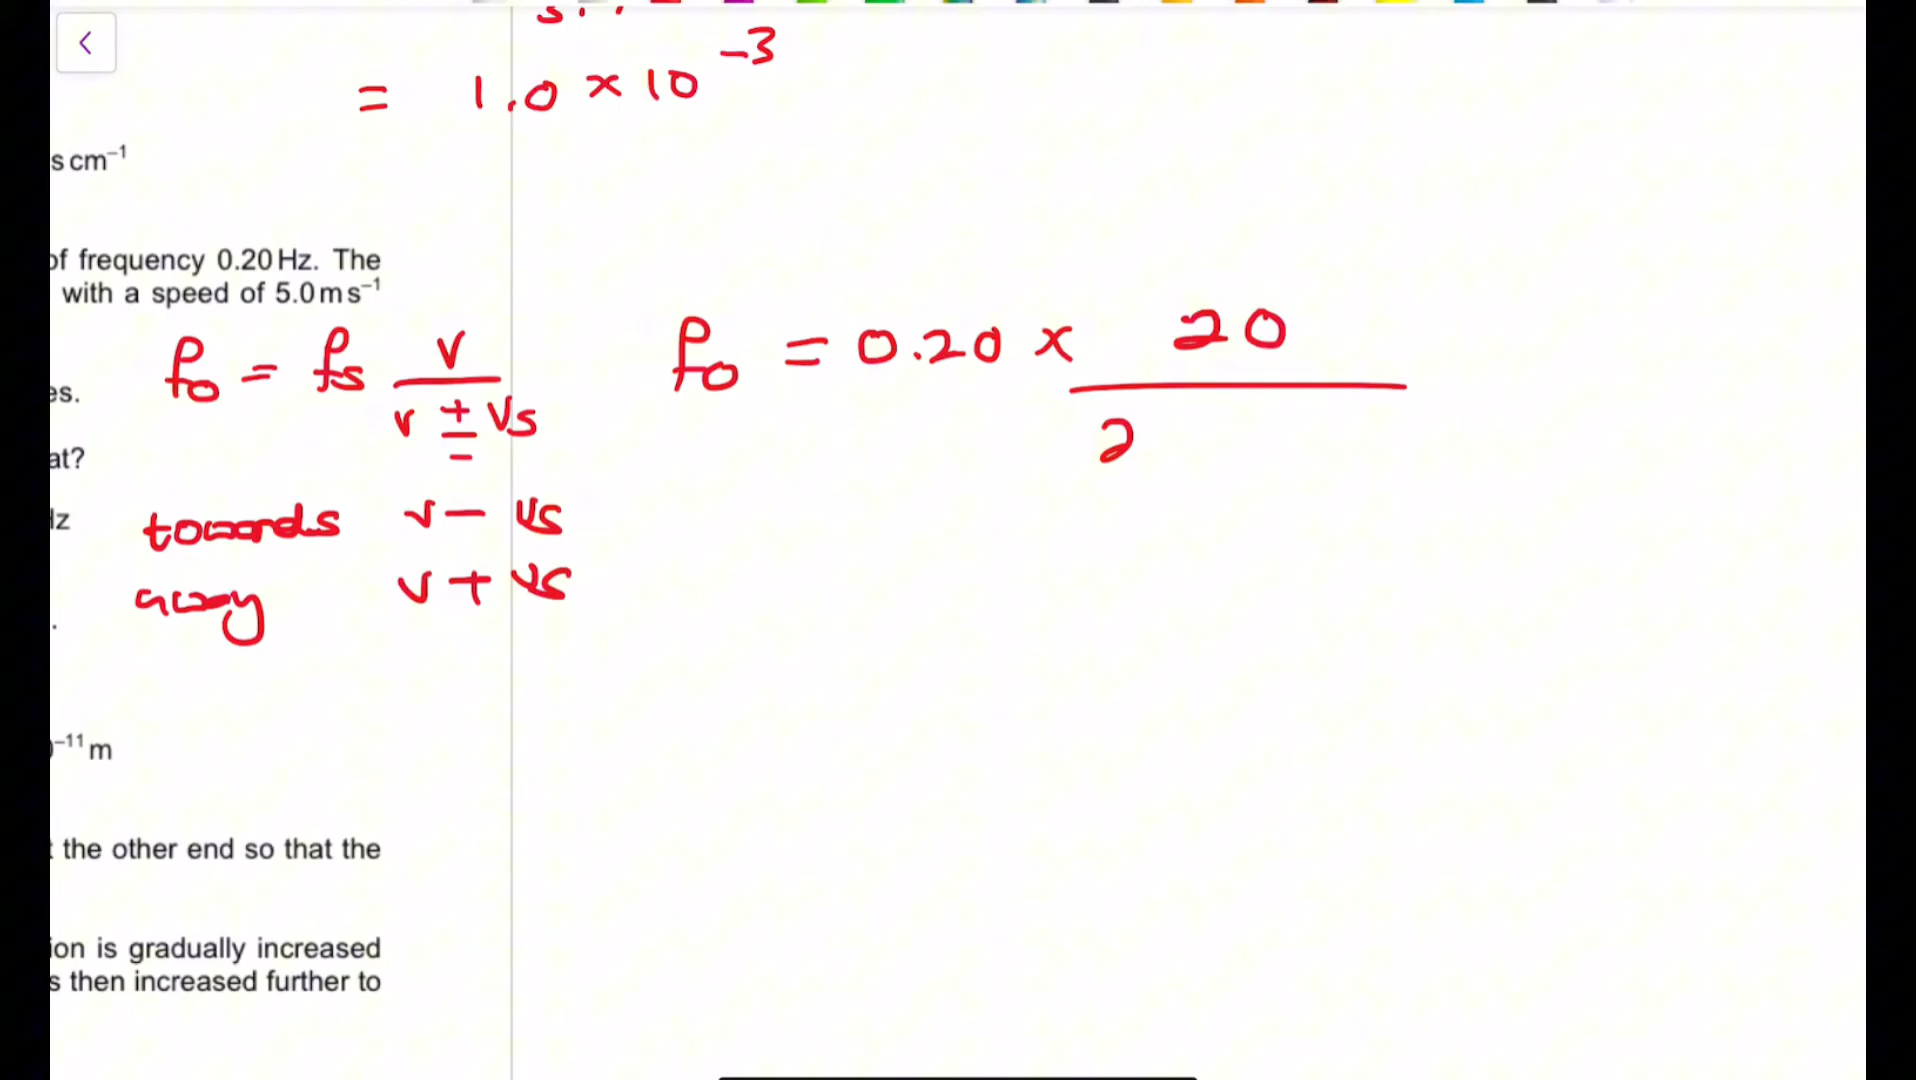 = 1.0 × 10⁻³
s cm⁻¹
of frequency 0.20 Hz. The
with a speed of 5.0 m s⁻¹
fo = fs v / (v ± vs)
fo = 0.20 × 20 / 2
es.
at?
towards v − vs
Hz
away v + vs
.
⁻¹¹ m
the other end so that the
ion is gradually increased
s then increased further to